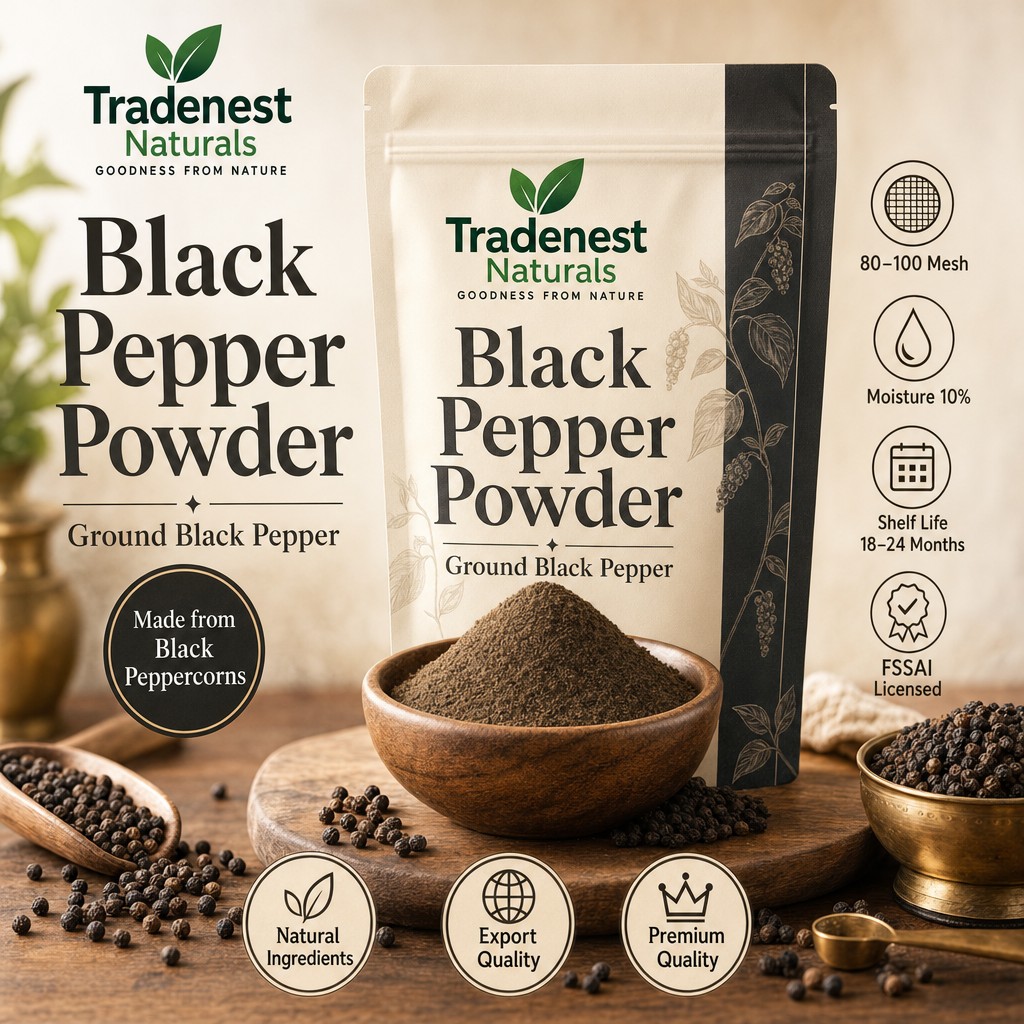 Tradenest
Naturals
GOODNESS FROM NATURE
Black
Pepper
Powder
Ground Black Pepper
Made from
Black
Peppercorns
Tradenest
Naturals
GOODNESS FROM NATURE
Black
Pepper
Powder
Ground Black Pepper
80–100 Mesh
Moisture 10%
Shelf Life
18–24 Months
FSSAI
Licensed
Natural
Ingredients
Export
Quality
Premium
Quality